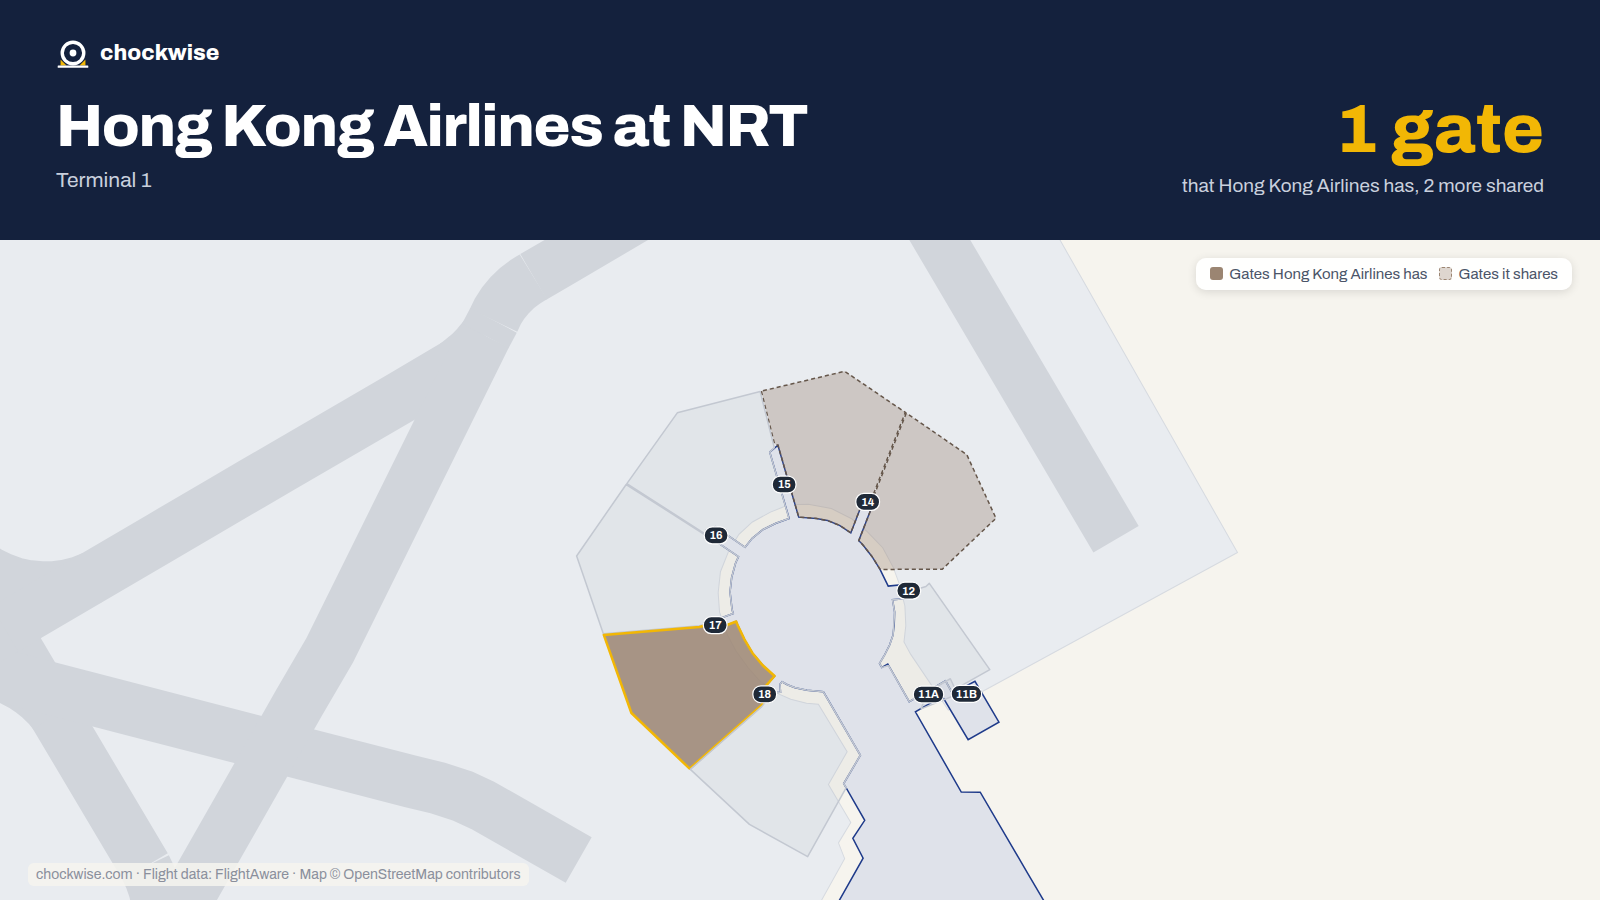 chockwise
Hong Kong Airlines at NRT
Terminal 1
1 gate
that Hong Kong Airlines has, 2 more shared
Gates Hong Kong Airlines has
Gates it shares
15
14
16
12
17
18
11A
11B
chockwise.com · Flight data: FlightAware · Map © OpenStreetMap contributors